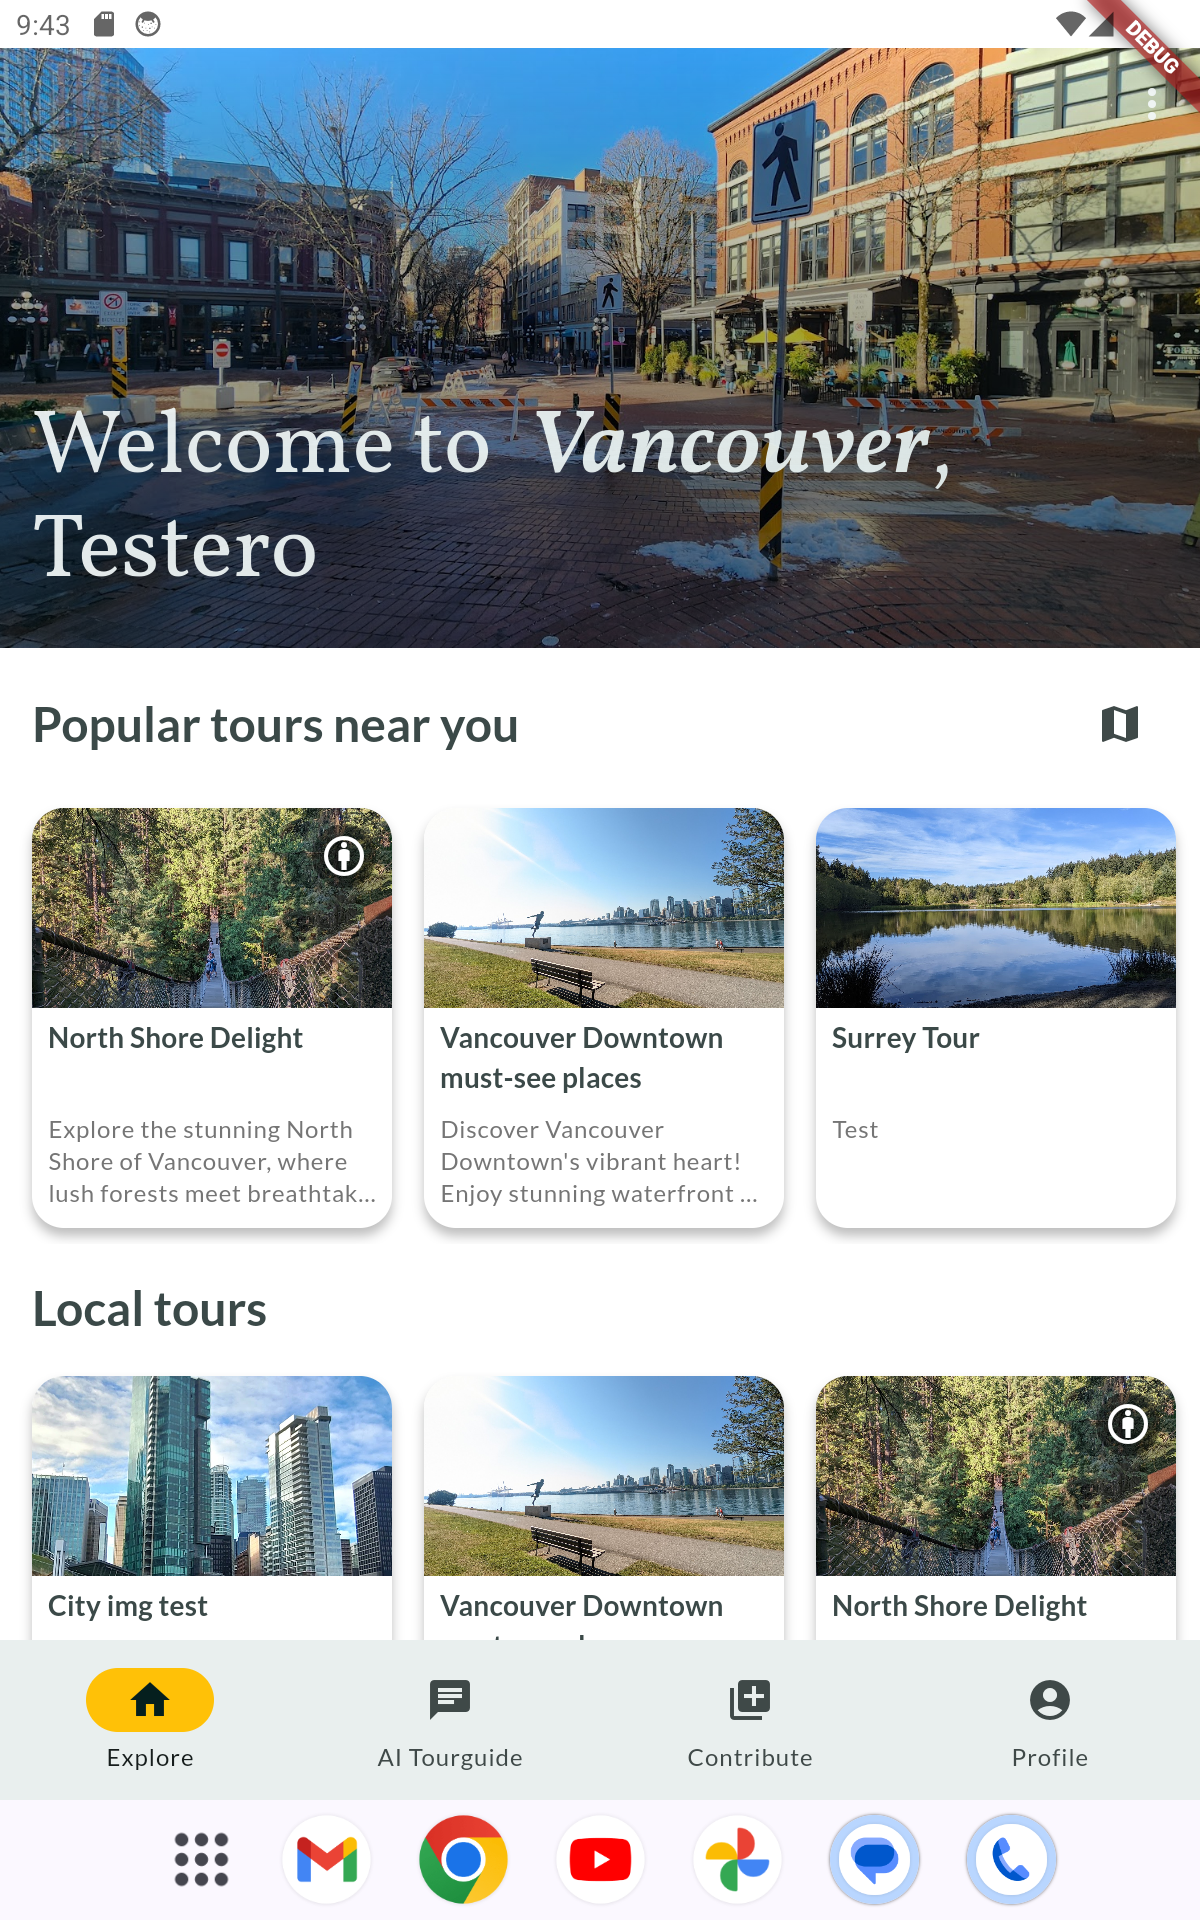 9:43
DEBUG
Welcome to Vancouver,
Testero
Popular tours near you
North Shore Delight
Explore the stunning North
Shore of Vancouver, where
lush forests meet breathtak...
Vancouver Downtown
must-see places
Discover Vancouver
Downtown's vibrant heart!
Enjoy stunning waterfront ...
Surrey Tour
Test
Local tours
City img test
Vancouver Downtown
North Shore Delight
Explore
AI Tourguide
Contribute
Profile